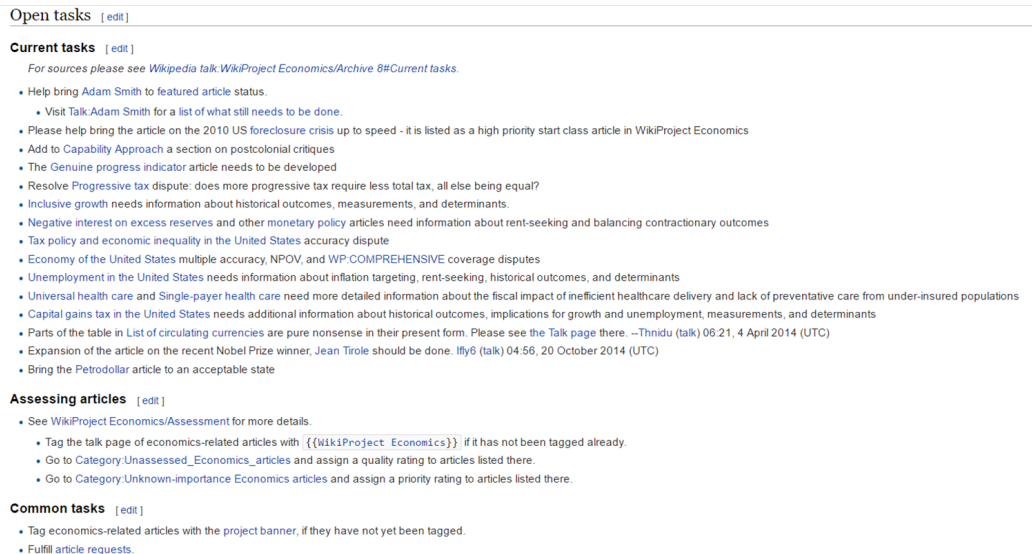 Open tasks [ edit ]
Current tasks [ edit ]
For sources please see Wikipedia talk:WikiProject Economics/Archive 8#Current tasks.
Help bring Adam Smith to featured article status.
Visit Talk:Adam Smith for a list of what still needs to be done.
Please help bring the article on the 2010 US foreclosure crisis up to speed - it is listed as a high priority start class article in WikiProject Economics
Add to Capability Approach a section on postcolonial critiques
The Genuine progress indicator article needs to be developed
Resolve Progressive tax dispute: does more progressive tax require less total tax, all else being equal?
Inclusive growth needs information about historical outcomes, measurements, and determinants.
Negative interest on excess reserves and other monetary policy articles need information about rent-seeking and balancing contractionary outcomes
Tax policy and economic inequality in the United States accuracy dispute
Economy of the United States multiple accuracy, NPOV, and WP:COMPREHENSIVE coverage disputes
Unemployment in the United States needs information about inflation targeting, rent-seeking, historical outcomes, and determinants
Universal health care and Single-payer health care need more detailed information about the fiscal impact of inefficient healthcare delivery and lack of preventative care from under-insured populations
Capital gains tax in the United States needs additional information about historical outcomes, implications for growth and unemployment, measurements, and determinants
Parts of the table in List of circulating currencies are pure nonsense in their present form. Please see the Talk page there. --Thnidu (talk) 06:21, 4 April 2014 (UTC)
Expansion of the article on the recent Nobel Prize winner, Jean Tirole should be done. lfly6 (talk) 04:56, 20 October 2014 (UTC)
Bring the Petrodollar article to an acceptable state
Assessing articles [ edit ]
See WikiProject Economics/Assessment for more details.
Tag the talk page of economics-related articles with {{WikiProject Economics}} if it has not been tagged already.
Go to Category:Unassessed_Economics_articles and assign a quality rating to articles listed there.
Go to Category:Unknown-importance Economics articles and assign a priority rating to articles listed there.
Common tasks [ edit ]
Tag economics-related articles with the project banner, if they have not yet been tagged.
Fulfill article requests.